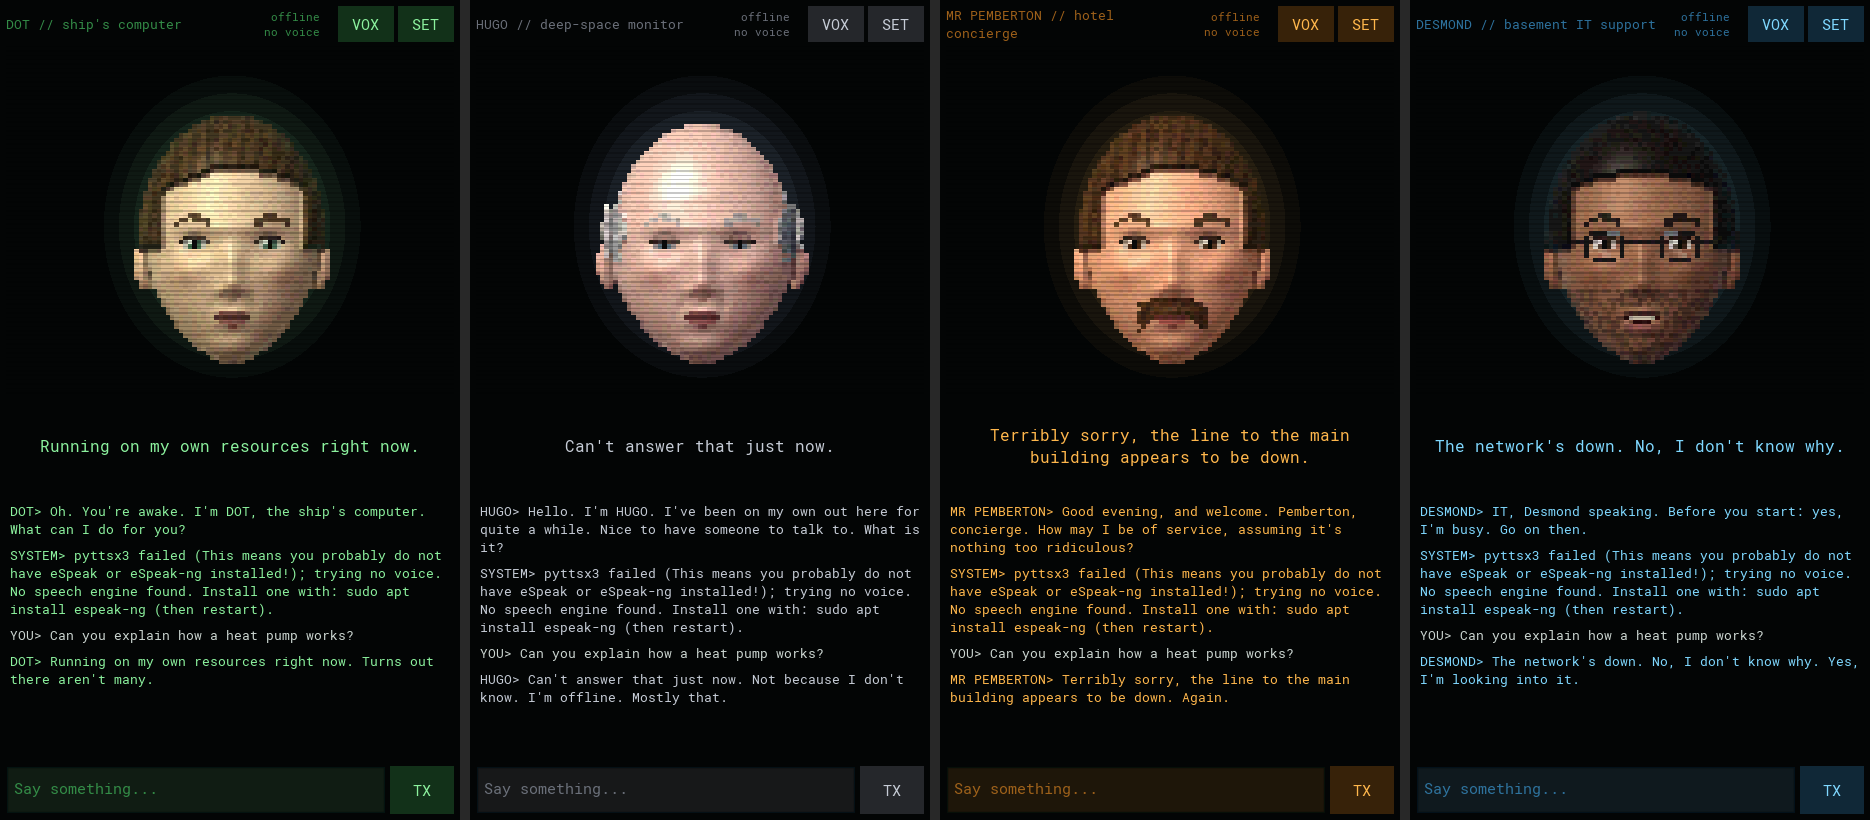 DOT // ship's computer
offline
no voice
VOX
SET
Running on my own resources right now.
DOT> Oh. You're awake. I'm DOT, the ship's computer.
What can I do for you?
SYSTEM> pyttsx3 failed (This means you probably do not
have eSpeak or eSpeak-ng installed!); trying no voice.
No speech engine found. Install one with: sudo apt
install espeak-ng (then restart).
YOU> Can you explain how a heat pump works?
DOT> Running on my own resources right now. Turns out
there aren't many.
Say something...
TX
HUGO // deep-space monitor
offline
no voice
VOX
SET
Can't answer that just now.
HUGO> Hello. I'm HUGO. I've been on my own out here for
quite a while. Nice to have someone to talk to. What is
it?
SYSTEM> pyttsx3 failed (This means you probably do not
have eSpeak or eSpeak-ng installed!); trying no voice.
No speech engine found. Install one with: sudo apt
install espeak-ng (then restart).
YOU> Can you explain how a heat pump works?
HUGO> Can't answer that just now. Not because I don't
know. I'm offline. Mostly that.
Say something...
TX
MR PEMBERTON // hotel
concierge
offline
no voice
VOX
SET
Terribly sorry, the line to the main
building appears to be down.
MR PEMBERTON> Good evening, and welcome. Pemberton,
concierge. How may I be of service, assuming it's
nothing too ridiculous?
SYSTEM> pyttsx3 failed (This means you probably do not
have eSpeak or eSpeak-ng installed!); trying no voice.
No speech engine found. Install one with: sudo apt
install espeak-ng (then restart).
YOU> Can you explain how a heat pump works?
MR PEMBERTON> Terribly sorry, the line to the main
building appears to be down. Again.
Say something...
TX
DESMOND // basement IT support
offline
no voice
VOX
SET
The network's down. No, I don't know why.
DESMOND> IT, Desmond speaking. Before you start: yes,
I'm busy. Go on then.
SYSTEM> pyttsx3 failed (This means you probably do not
have eSpeak or eSpeak-ng installed!); trying no voice.
No speech engine found. Install one with: sudo apt
install espeak-ng (then restart).
YOU> Can you explain how a heat pump works?
DESMOND> The network's down. No, I don't know why. Yes,
I'm looking into it.
Say something...
TX